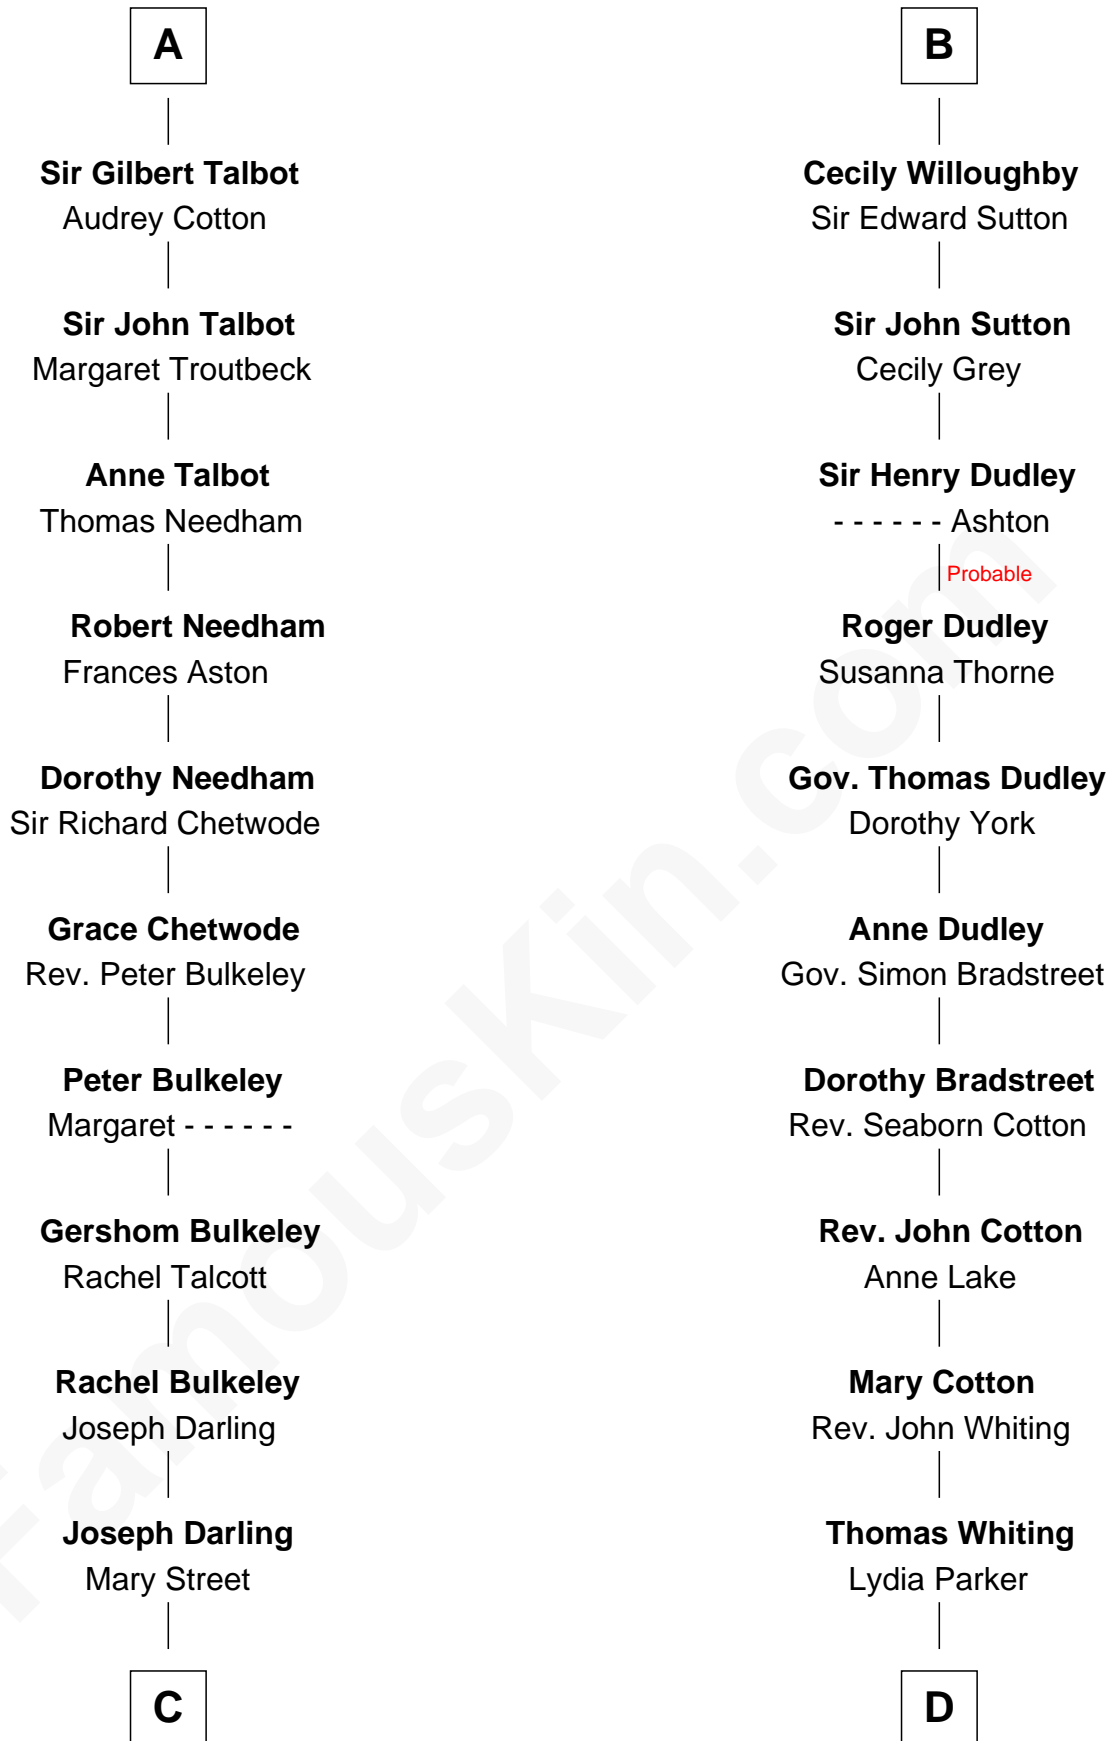 A
Sir Gilbert Talbot
Audrey Cotton
Sir John Talbot
Margaret Troutbeck
Anne Talbot
Thomas Needham
Robert Needham
Frances Aston
Dorothy Needham
Sir Richard Chetwode
Grace Chetwode
Rev. Peter Bulkeley
Peter Bulkeley
Margaret - - - - - -
Gershom Bulkeley
Rachel Talcott
Rachel Bulkeley
Joseph Darling
Joseph Darling
Mary Street
C
B
Cecily Willoughby
Sir Edward Sutton
Sir John Sutton
Cecily Grey
Sir Henry Dudley
- - - - - - Ashton
Probable
Roger Dudley
Susanna Thorne
Gov. Thomas Dudley
Dorothy York
Anne Dudley
Gov. Simon Bradstreet
Dorothy Bradstreet
Rev. Seaborn Cotton
Rev. John Cotton
Anne Lake
Mary Cotton
Rev. John Whiting
Thomas Whiting
Lydia Parker
D
FamousKin.com